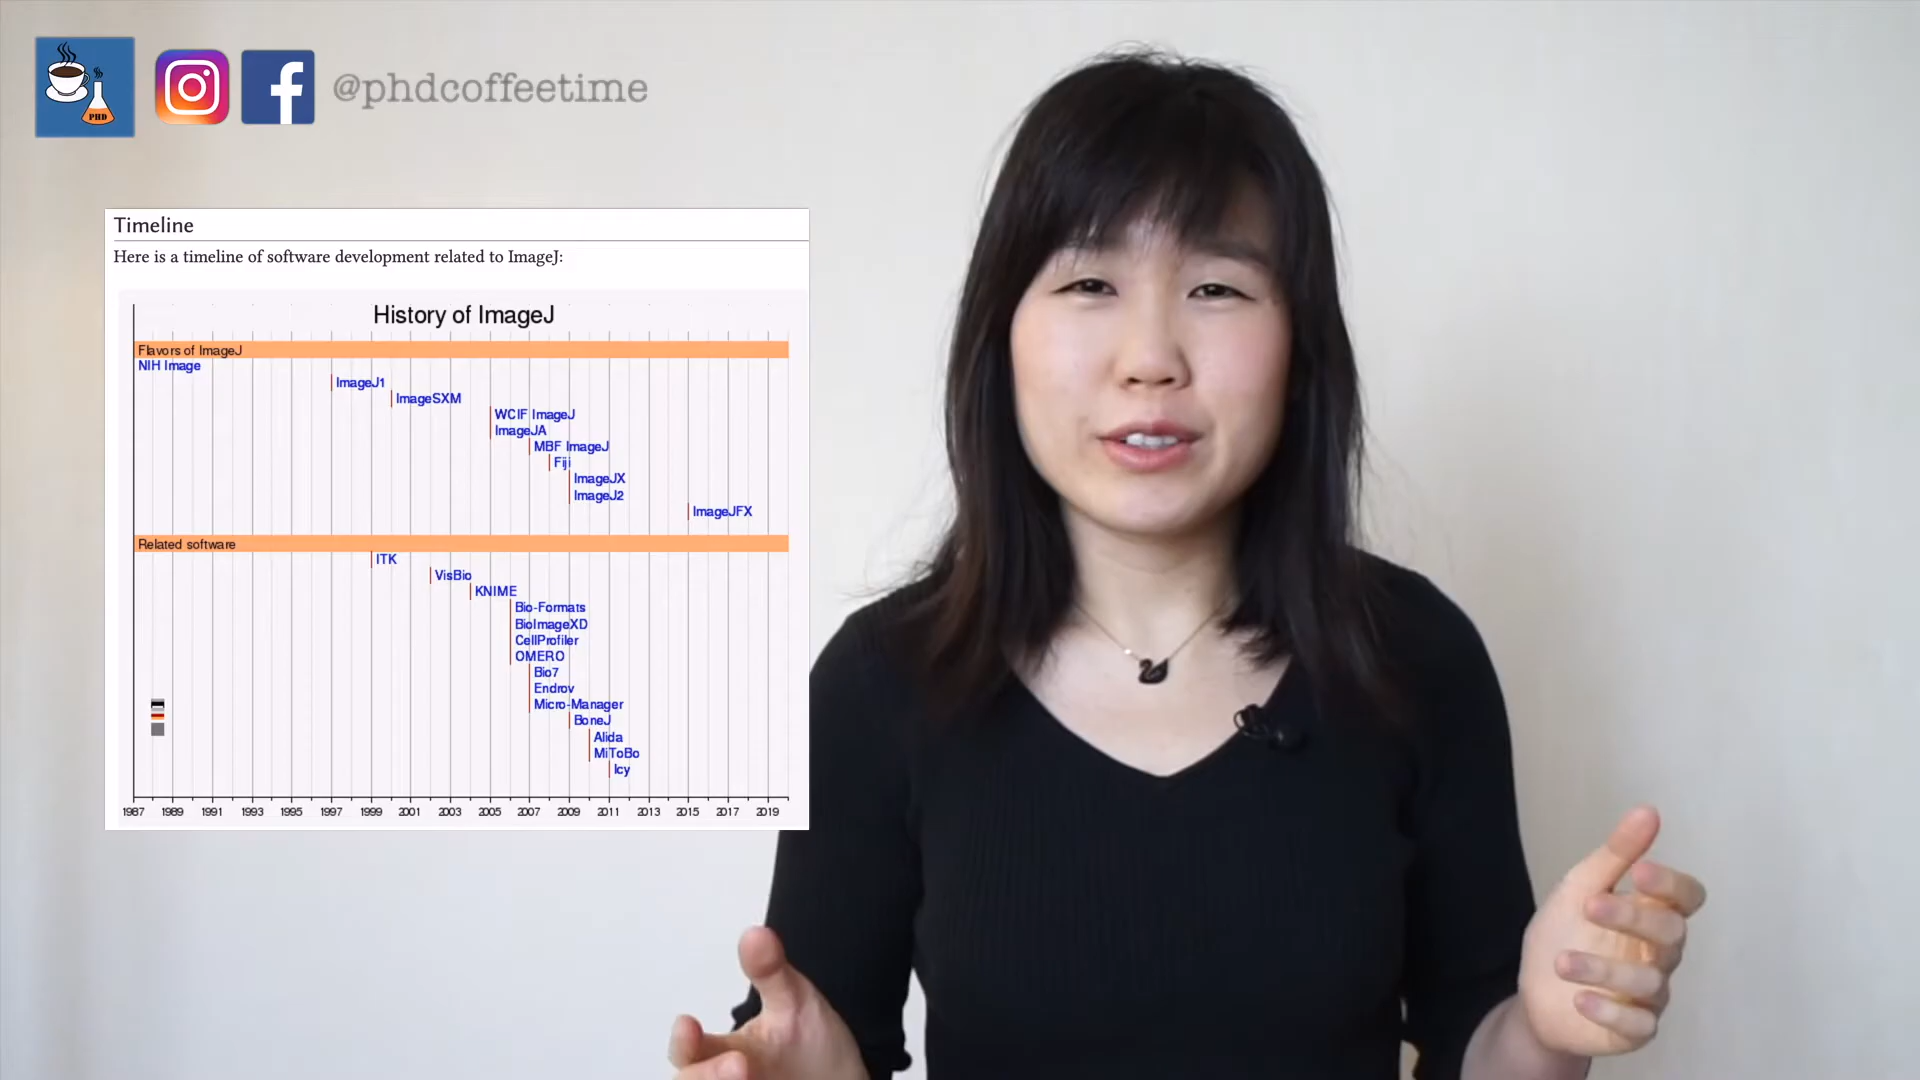 PHD
@phdcoffeetime
Timeline
Here is a timeline of software development related to ImageJ:
History of ImageJ
Flavors of ImageJ
NIH Image
ImageJ1
ImageSXM
WCIF ImageJ
ImageJA
MBF ImageJ
Fiji
ImageJX
ImageJ2
ImageJFX
Related software
ITK
VisBio
KNIME
Bio-Formats
BioImageXD
CellProfiler
OMERO
Bio7
Endrov
Micro-Manager
BoneJ
Alida
MiToBo
Icy
1987 1989 1991 1993 1995 1997 1999 2001 2003 2005 2007 2009 2011 2013 2015 2017 2019